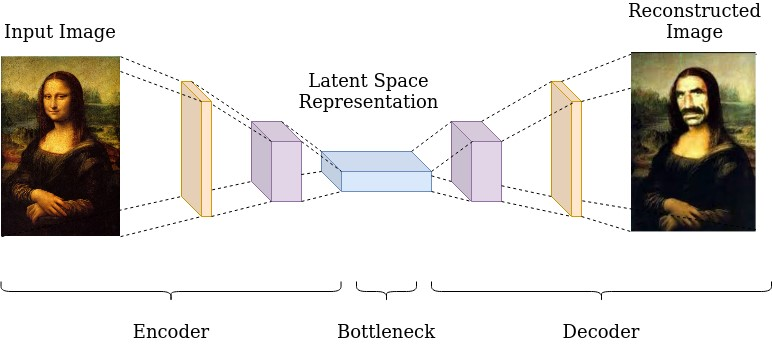 Input Image
Latent Space
Representation
Reconstructed
Image
Encoder
Bottleneck
Decoder